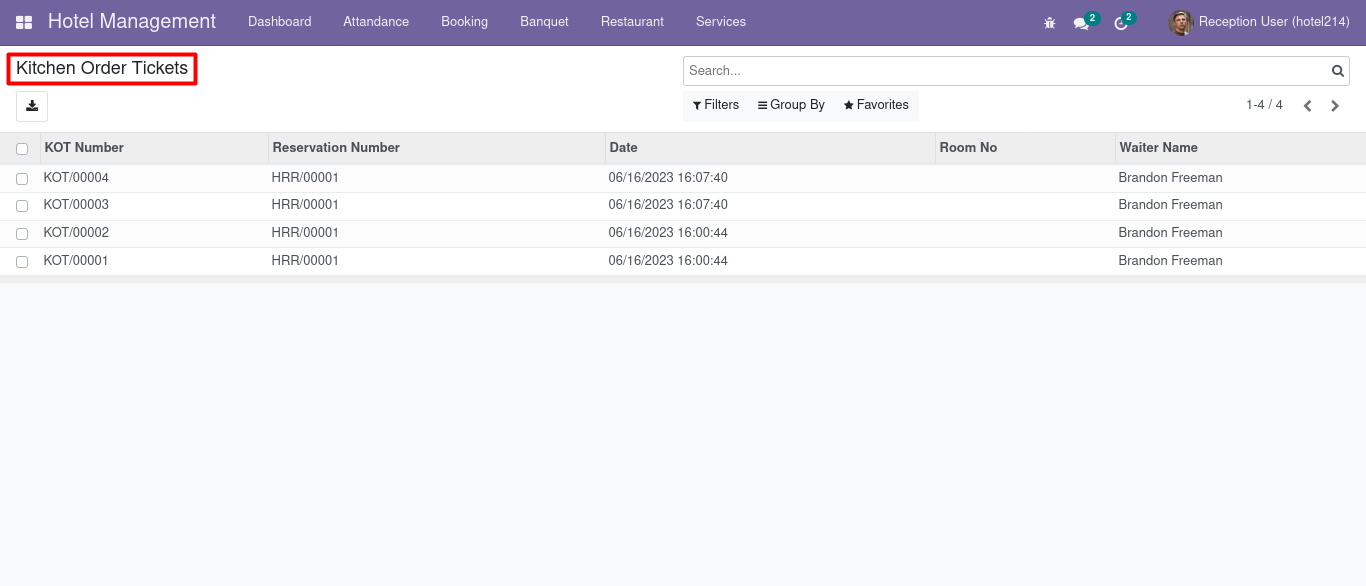 Hotel Management Dashboard Attandance Booking Banquet Restaurant Services 2 2 Reception User (hotel214)
Kitchen Order Tickets
Search...
Filters Group By Favorites 1-4 / 4
KOT Number Reservation Number Date Room No Waiter Name
KOT/00004 HRR/00001 06/16/2023 16:07:40 Brandon Freeman
KOT/00003 HRR/00001 06/16/2023 16:07:40 Brandon Freeman
KOT/00002 HRR/00001 06/16/2023 16:00:44 Brandon Freeman
KOT/00001 HRR/00001 06/16/2023 16:00:44 Brandon Freeman